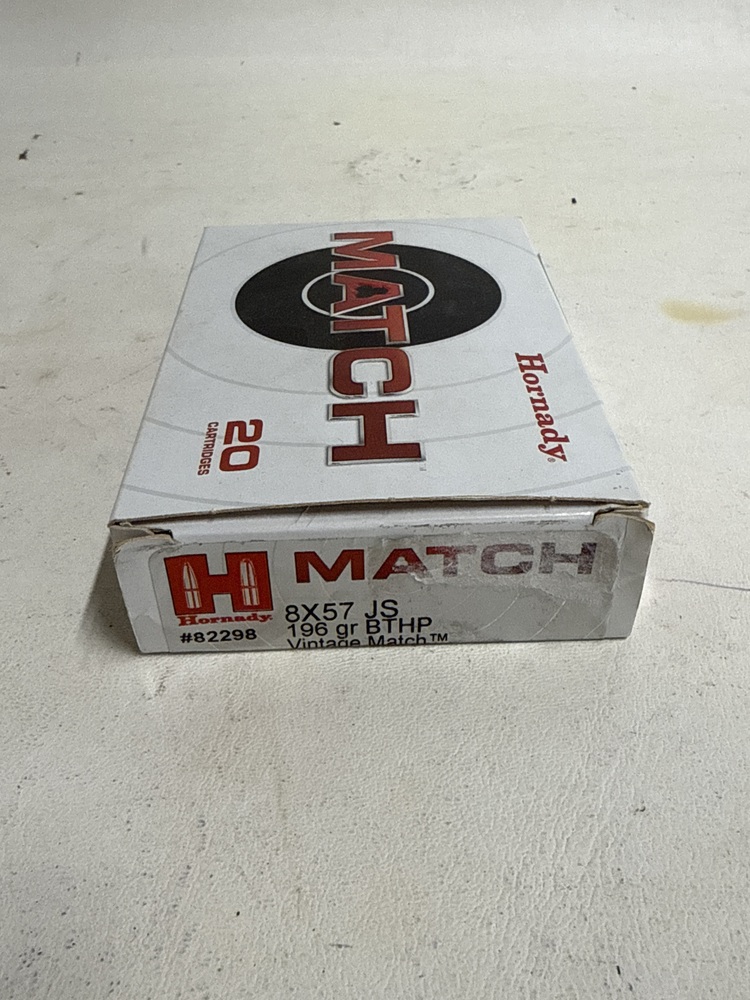 MATCH
Hornady
20
CARTRIDGES
H MATCH
Hornady
8X57 JS
#82298
196 gr BTHP
Vintage Match™